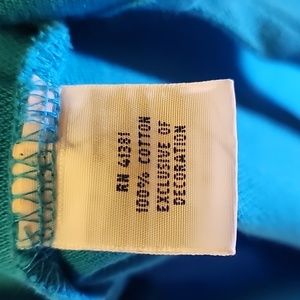 RN 41381
100% COTTON
EXCLUSIVE OF
DECORATION